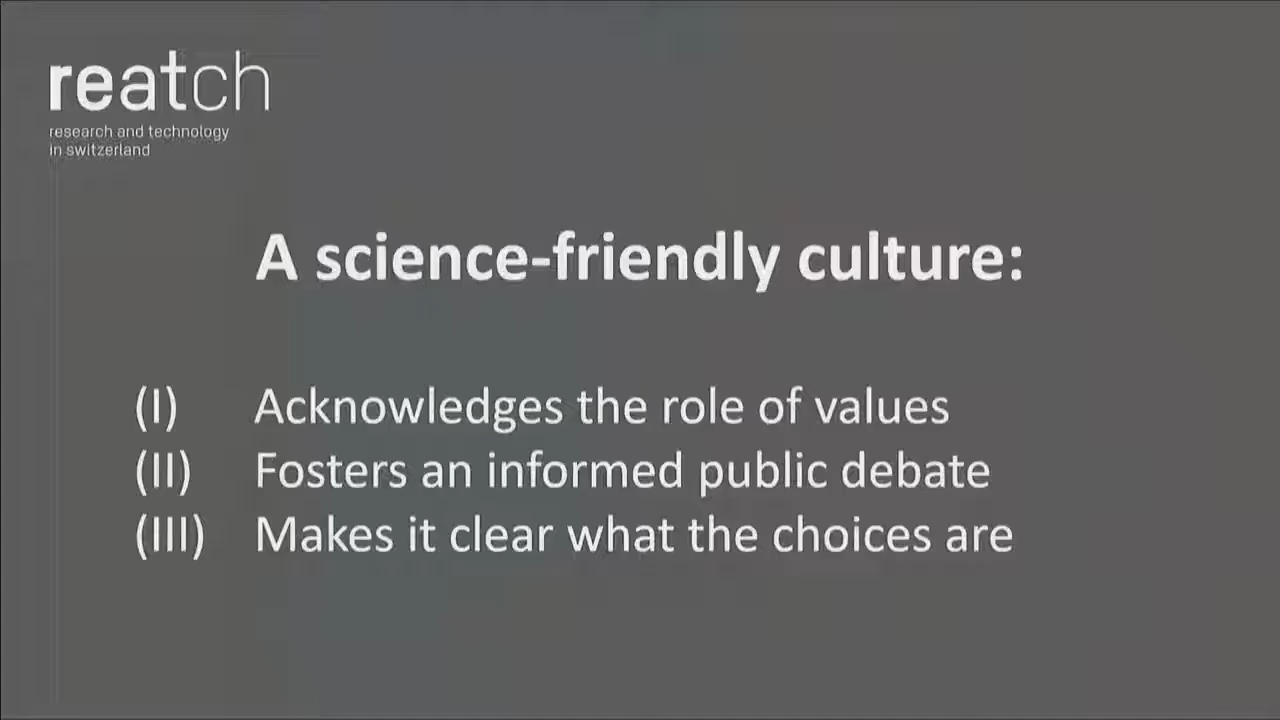 reatch
research and technology
in switzerland
A science-friendly culture:
(I) Acknowledges the role of values
(II) Fosters an informed public debate
(III) Makes it clear what the choices are